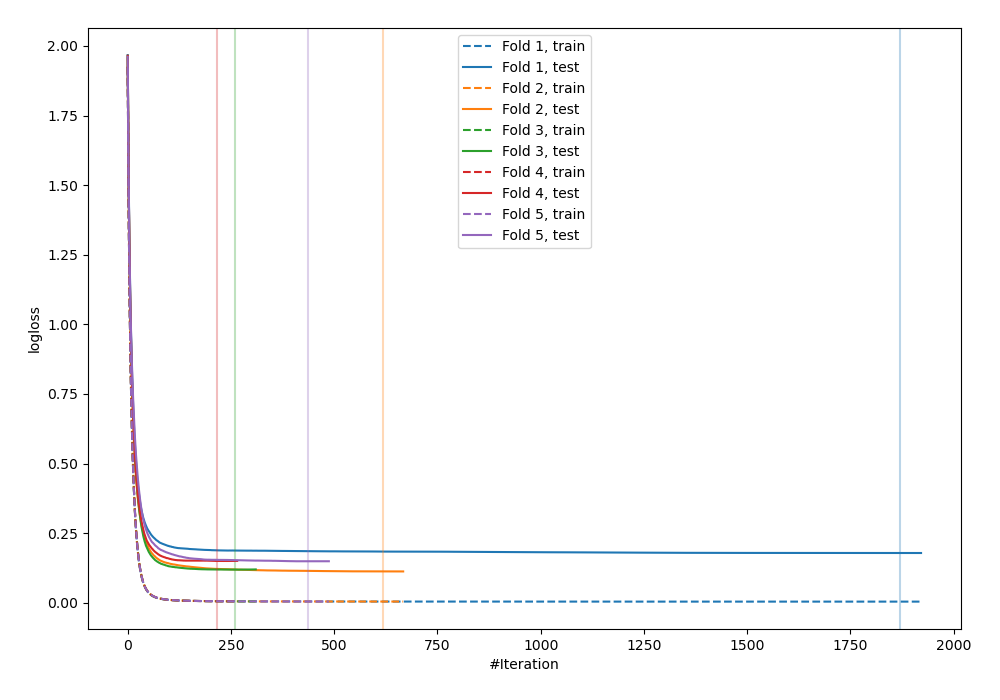 2.00
1.75
1.50
1.25
1.00
0.75
0.50
0.25
0.00
logloss
Fold 1, train
Fold 1, test
Fold 2, train
Fold 2, test
Fold 3, train
Fold 3, test
Fold 4, train
Fold 4, test
Fold 5, train
Fold 5, test
0 250 500 750 1000 1250 1500 1750 2000
#Iteration